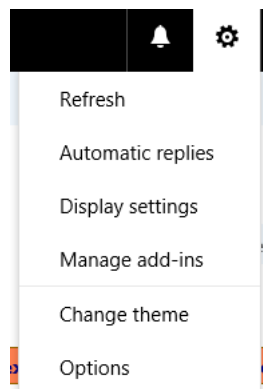 Refresh
Automatic replies
Display settings
Manage add-ins
Change theme
Options